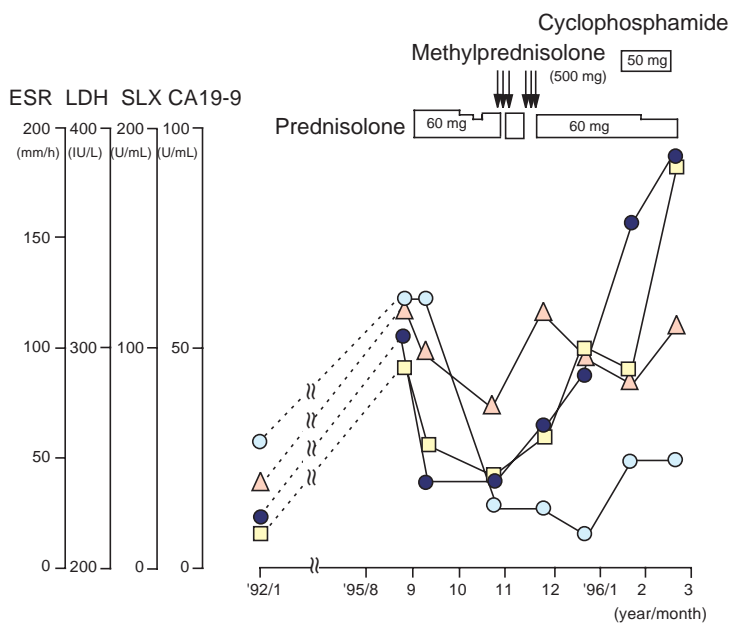 Cyclophosphamide
Methylprednisolone
50 mg
(500 mg)
ESR LDH SLX CA19-9
Prednisolone
60 mg
60 mg
200 400 200 100
(mm/h) (IU/L) (U/mL) (U/mL)
150
100 300 100 50
50
0 200 0 0
'92/1 '95/8 9 10 11 12 '96/1 2 3
(year/month)